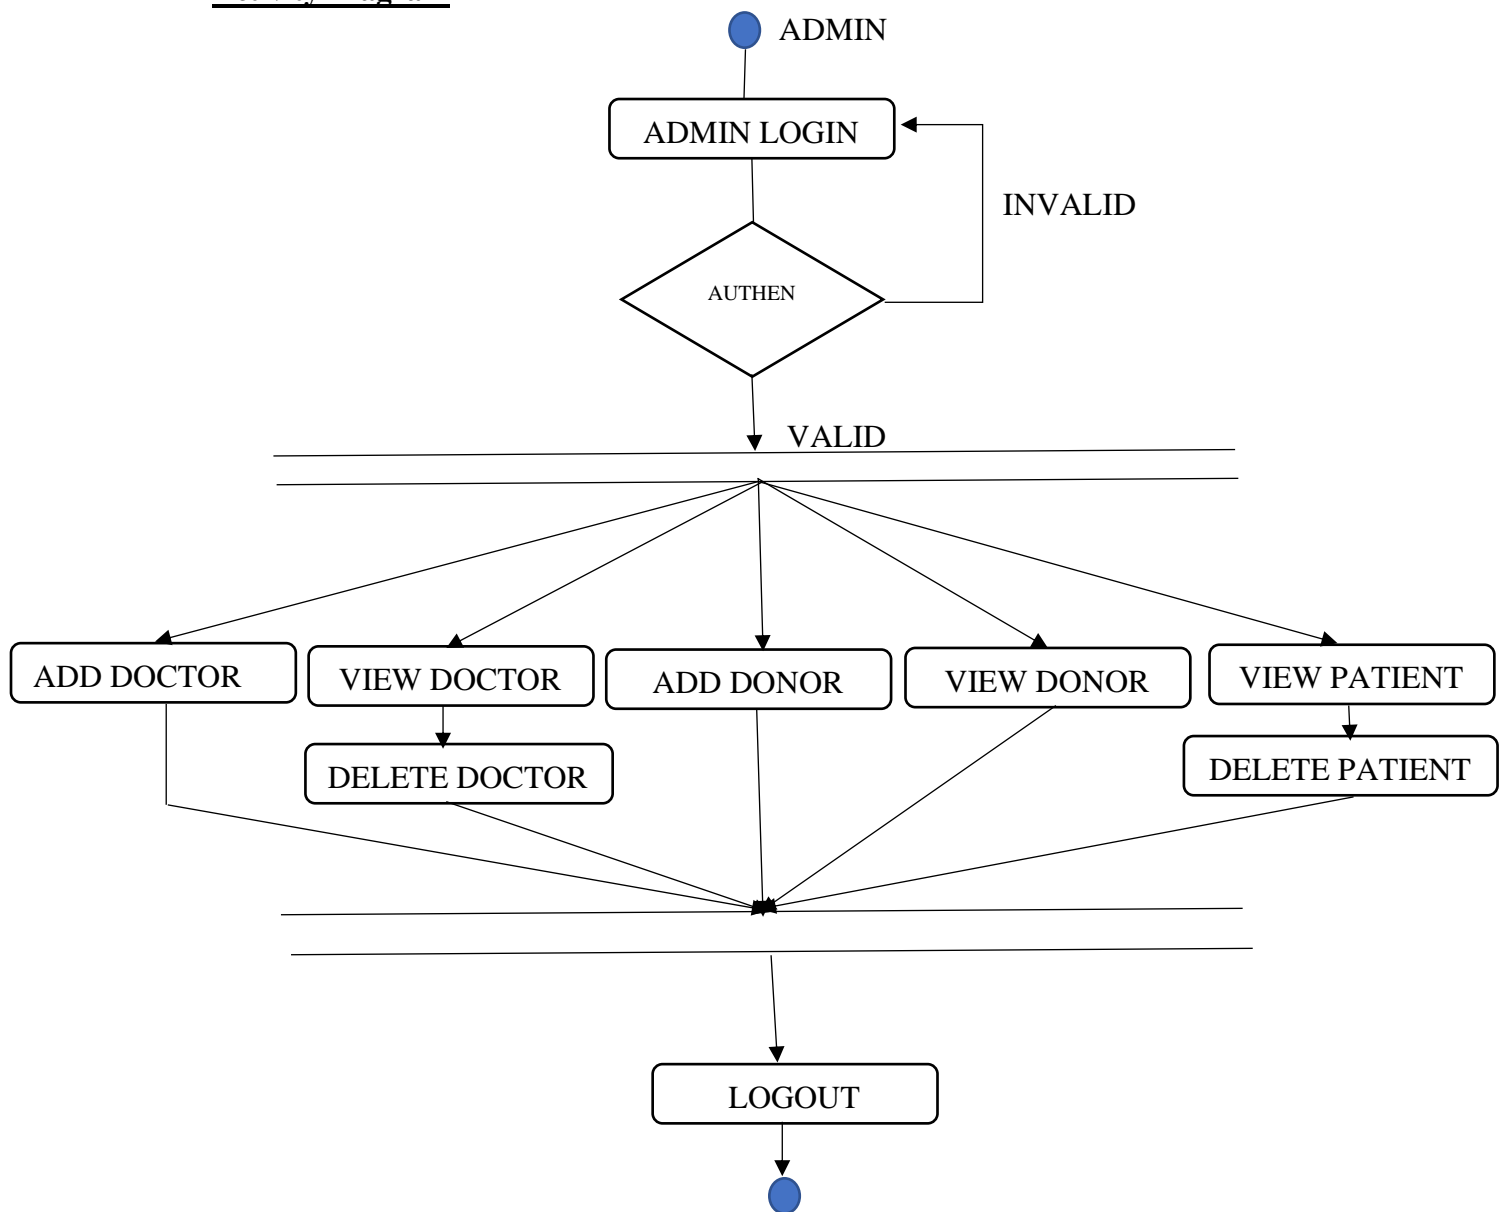 ADMIN
ADMIN LOGIN
INVALID
AUTHEN
VALID
ADD DOCTOR
VIEW DOCTOR
ADD DONOR
VIEW DONOR
VIEW PATIENT
DELETE DOCTOR
DELETE PATIENT
LOGOUT